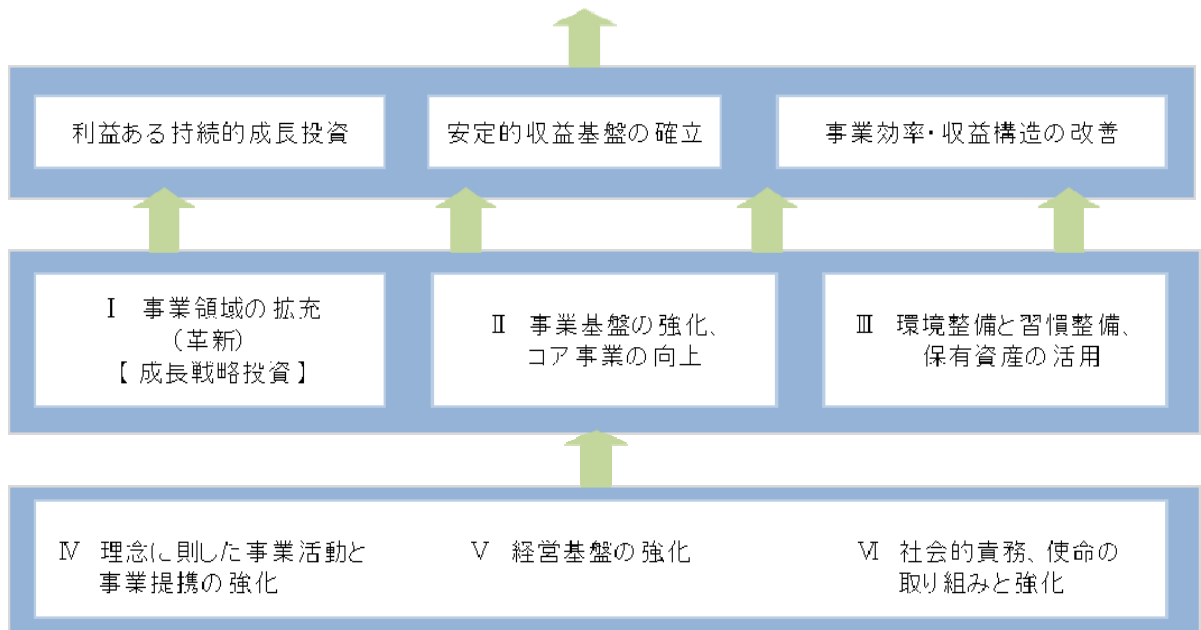 利益ある持続的成長投資
安定的収益基盤の確立
事業効率・収益構造の改善
Ⅰ 事業領域の拡充
(革新)
【成長戦略投資】
Ⅱ 事業基盤の強化、
コア事業の向上
Ⅲ 環境整備と習慣整備、
保有資産の活用
Ⅳ 理念に則した事業活動と
事業提携の強化
Ⅴ 経営基盤の強化
Ⅵ 社会的責務、使命の
取り組みと強化